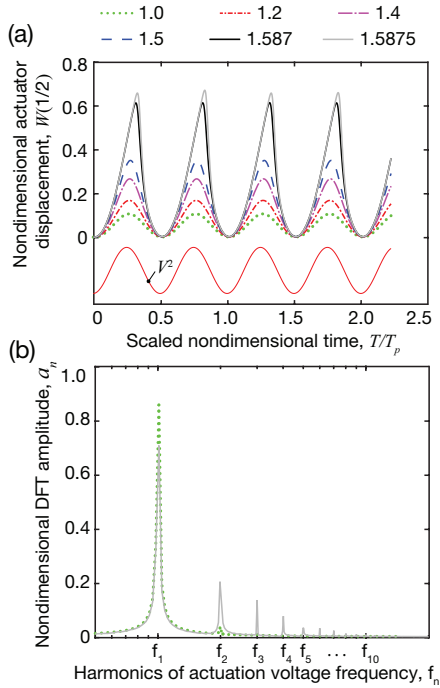 1.0 1.2 1.4
(a) 1.5 1.587 1.5875
Nondimensional actuator
displacement, W(1/2)
0.8
0.6
0.4
0.2
0
V²
0 0.5 1.0 1.5 2.0 2.5
Scaled nondimensional time, T/Tₚ
(b)
Nondimensional DFT amplitude, aₙ
1.0
0.8
0.6
0.4
0.2
0
f₁ f₂ f₃ f₄ f₅ ... f₁₀
Harmonics of actuation voltage frequency, fₙ